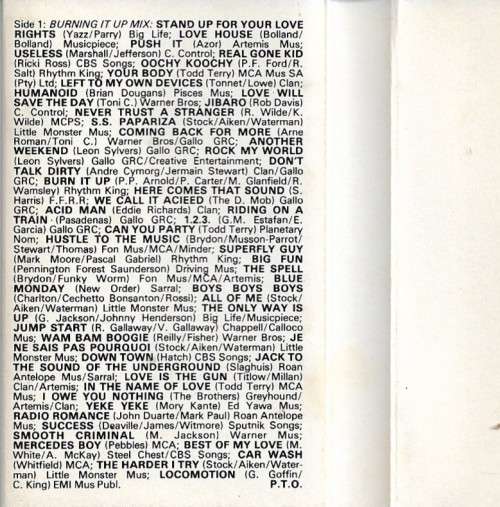 Side 1: BURNING IT UP MIX: STAND UP FOR YOUR LOVE
RIGHTS (Yazz/Parry) Big Life; LOVE HOUSE (Bolland/
Bolland) Musicpiece; PUSH IT (Azor) Artemis Mus;
USELESS (Marshall/Jefferson) C. Control; REAL GONE KID
(Ricki Ross) CBS Songs; OOCHY KOOCHY (P.F. Ford/R.
Salt) Rhythm King; YOUR BODY (Todd Terry) MCA Mus SA
(Pty) Ltd; LEFT TO MY OWN DEVICES (Tonnet/Lowe) Clan;
HUMANOID (Brian Dougans) Pisces Mus; LOVE WILL
SAVE THE DAY (Toni C.) Warner Bros; JIBARO (Rob Davis)
C. Control; NEVER TRUST A STRANGER (R. Wilde/K.
Wilde) MCPS; S.S. PAPARIZA (Stock/Aiken/Waterman)
Little Monster Mus; COMING BACK FOR MORE (Arne
Roman/Toni C.) Warner Bros/Gallo GRC; ANOTHER
WEEKEND (Leon Sylvers) Gallo GRC; ROCK MY WORLD
(Leon Sylvers) Gallo GRC/Creative Entertainment; DON'T
TALK DIRTY (Andre Cymorg/Jermain Stewart) Clan/Gallo
GRC; BURN IT UP (P.P. Arnold/P. Carter/M. Glanfield/R.
Wamsley) Rhythm King; HERE COMES THAT SOUND (S.
Harris) F.F.R.R; WE CALL IT ACIEED (The D. Mob) Gallo
GRC; ACID MAN (Eddie Richards) Clan; RIDING ON A
TRAIN (Pasadenas) Gallo GRC; 1.2.3. (G.M. Estafan/E.
Garcia) Gallo GRC; CAN YOU PARTY (Todd Terry) Planetary
Nom; HUSTLE TO THE MUSIC (Brydon/Musson-Parrot/
Stewart/Thomas) Fon Mus/MCA/Minder; SUPERFLY GUY
(Mark Moore/Pascal Gabriel) Rhythm King; BIG FUN
(Pennington Forest Saunderson) Driving Mus; THE SPELL
(Brydon/Funky Worm) Fon Mus/MCA/Artemis; BLUE
MONDAY (New Order) Sarral; BOYS BOYS BOYS
(Charlton/Cechetto Bonsanton/Rossi); ALL OF ME (Stock/
Aiken/Waterman) Little Monster Mus; THE ONLY WAY IS
UP (G. Jackson/Johnny Henderson) Big Life/Musicpiece;
JUMP START (R. Gallaway/V. Gallaway) Chappell/Calloco
Mus; WAM BAM BOOGIE (Reilly/Fisher) Warner Bros; JE
NE SAIS PAS POURQUOI (Stock/Aiken/Waterman) Little
Monster Mus; DOWN TOWN (Hatch) CBS Songs; JACK TO
THE SOUND OF THE UNDERGROUND (Slaghuis) Roan
Antelope Mus/Sarral; LOVE IS THE GUN (Titlow/Millan)
Clan/Artemis; IN THE NAME OF LOVE (Todd Terry) MCA
Mus; I OWE YOU NOTHING (The Brothers) Greyhound/
Artemis/Clan; YEKE YEKE (Mory Kante) Ed Yawa Mus;
RADIO ROMANCE (John Duarte/Mark Paul) Roan Antelope
Mus; SUCCESS (Deaville/James/Witmore) Sputnik Songs;
SMOOTH CRIMINAL (M. Jackson) Warner Mus;
MERCEDES BOY (Pebbles) MCA; BEST OF MY LOVE (M.
White/A. McKay) Steel Chest/CBS Songs; CAR WASH
(Whitfield) MCA; THE HARDER I TRY (Stock/Aiken/Water-
man) Little Monster Mus; LOCOMOTION (G. Goffin/
C. King) EMI Mus Publ. P.T.O.